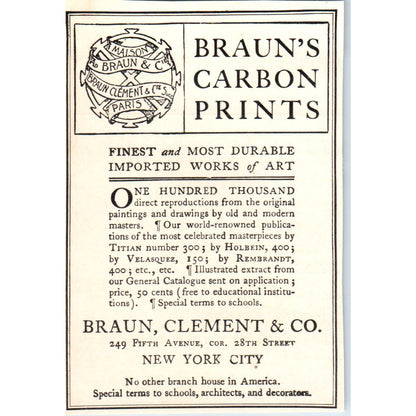 MAISON
BRAUN & Cⁱᵉ
BRAUN CLÉMENT & Cⁱᵉ
PARIS
BRAUN'S
CARBON
PRINTS
FINEST and MOST DURABLE
IMPORTED WORKS of ART
ONE HUNDRED THOUSAND
direct reproductions from the original
paintings and drawings by old and modern
masters. ¶ Our world-renowned publica-
tions of the most celebrated masterpieces by
TITIAN number 300; by HOLBEIN, 400;
by VELASQUEZ, 150; by REMBRANDT,
400; etc., etc. ¶ Illustrated extract from
our General Catalogue sent on application;
price, 50 cents (free to educational institu-
tions). ¶ Special terms to schools.
BRAUN, CLEMENT & CO.
249 FIFTH AVENUE, COR. 28TH STREET
NEW YORK CITY
No other branch house in America.
Special terms to schools, architects, and decorators.